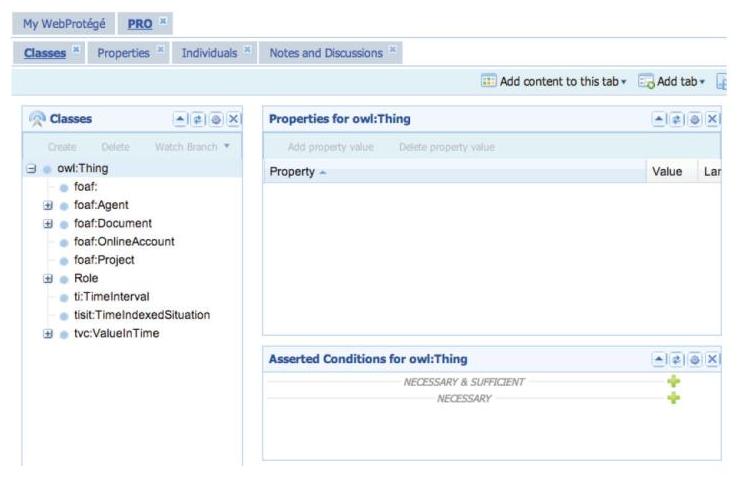 My WebProtégé PRO
Classes Properties Individuals Notes and Discussions
Add content to this tab Add tab
Classes
Create Delete Watch Branch
owl:Thing
foaf:
foaf:Agent
foaf:Document
foaf:OnlineAccount
foaf:Project
Role
ti:TimeInterval
tisit:TimeIndexedSituation
tvc:ValueInTime
Properties for owl:Thing
Add property value Delete property value
Property Value Lar
Asserted Conditions for owl:Thing
NECESSARY & SUFFICIENT
NECESSARY